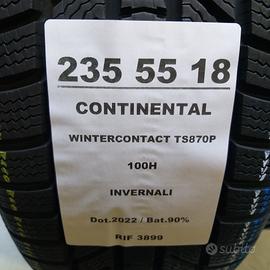 235 55 18
CONTINENTAL
WINTERCONTACT TS870P
100H
INVERNALI
Dot.2022 / Bat.90%
RIF 3899
subito